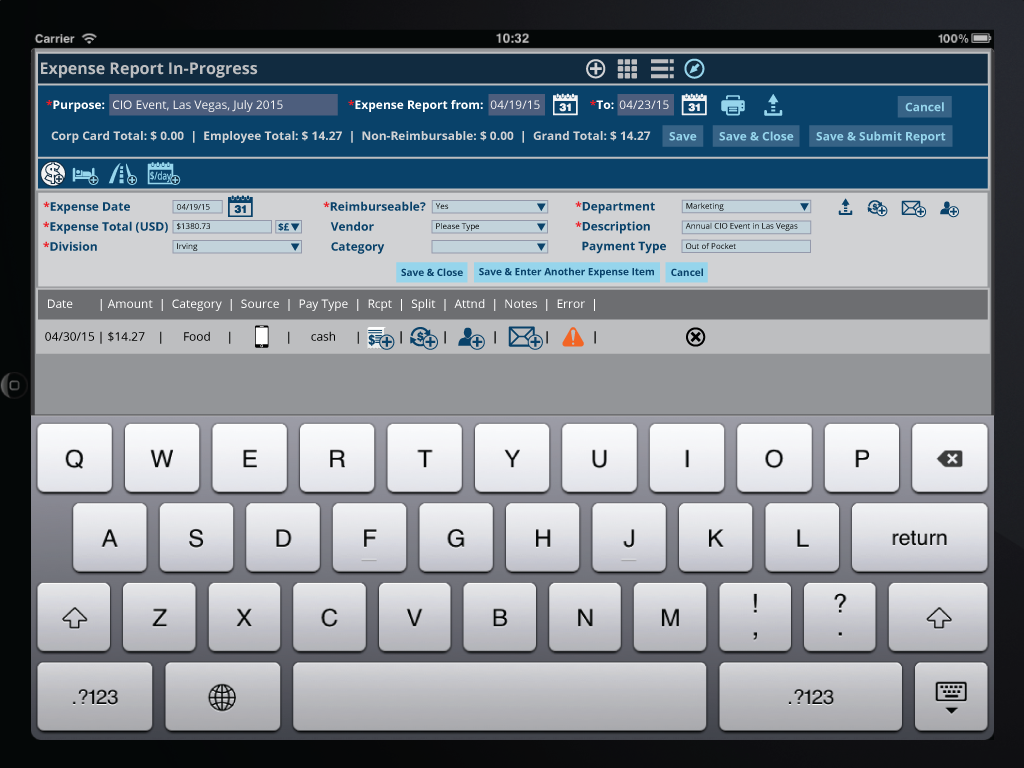 Carrier 10:32 100%
Expense Report In-Progress
*Purpose: CIO Event, Las Vegas, July 2015 *Expense Report from: 04/19/15 31 *To: 04/23/15 31 Cancel
Corp Card Total: $ 0.00 | Employee Total: $ 14.27 | Non-Reimbursable: $ 0.00 | Grand Total: $ 14.27 Save Save & Close Save & Submit Report
$ $/day
*Expense Date 04/19/15 31 *Reimburseable? Yes *Department Marketing
*Expense Total (USD) $1380.73 $£ Vendor Please Type *Description Annual CIO Event in Las Vegas
*Division Irving Category Payment Type Out of Pocket
Save & Close Save & Enter Another Expense Item Cancel
Date | Amount | Category | Source | Pay Type | Rcpt | Split | Attnd | Notes | Error |
04/30/15 | $14.27 | Food | | cash | $ | $ | | | |
Q W E R T Y U I O P
A S D F G H J K L return
Z X C V B N M ! , ? .
.?123 .?123